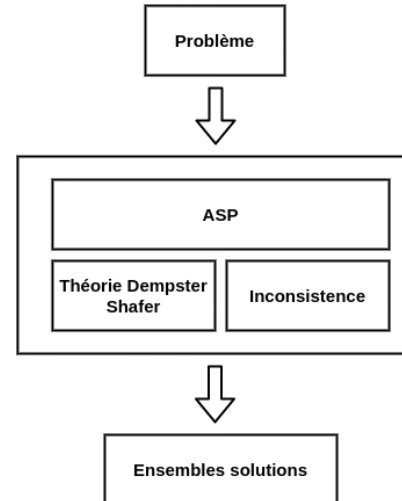 Problème
ASP
Théorie Dempster
Shafer
Inconsistence
Ensembles solutions